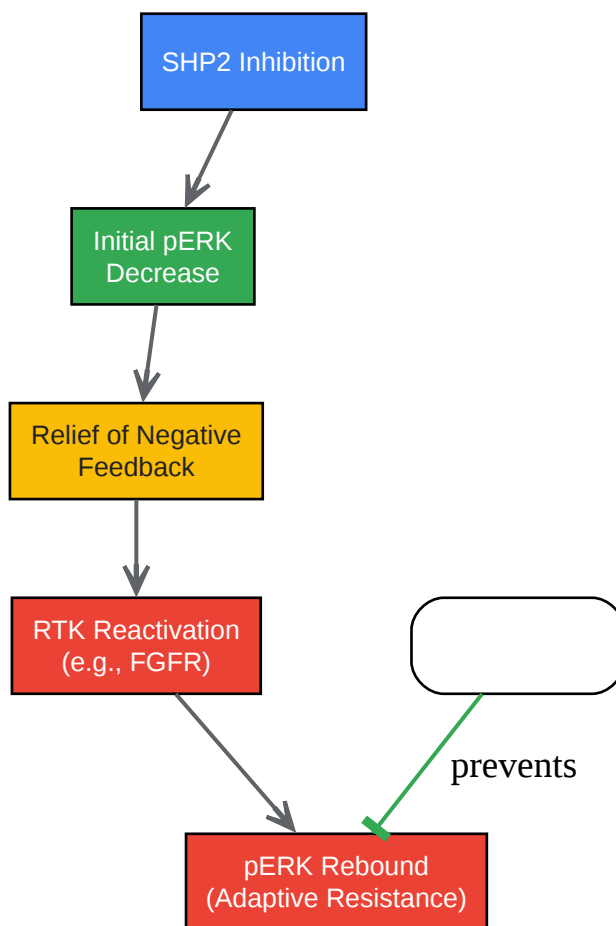 SHP2 Inhibition
Initial pERK
Decrease
Relief of Negative
Feedback
RTK Reactivation
(e.g., FGFR)
prevents
pERK Rebound
(Adaptive Resistance)